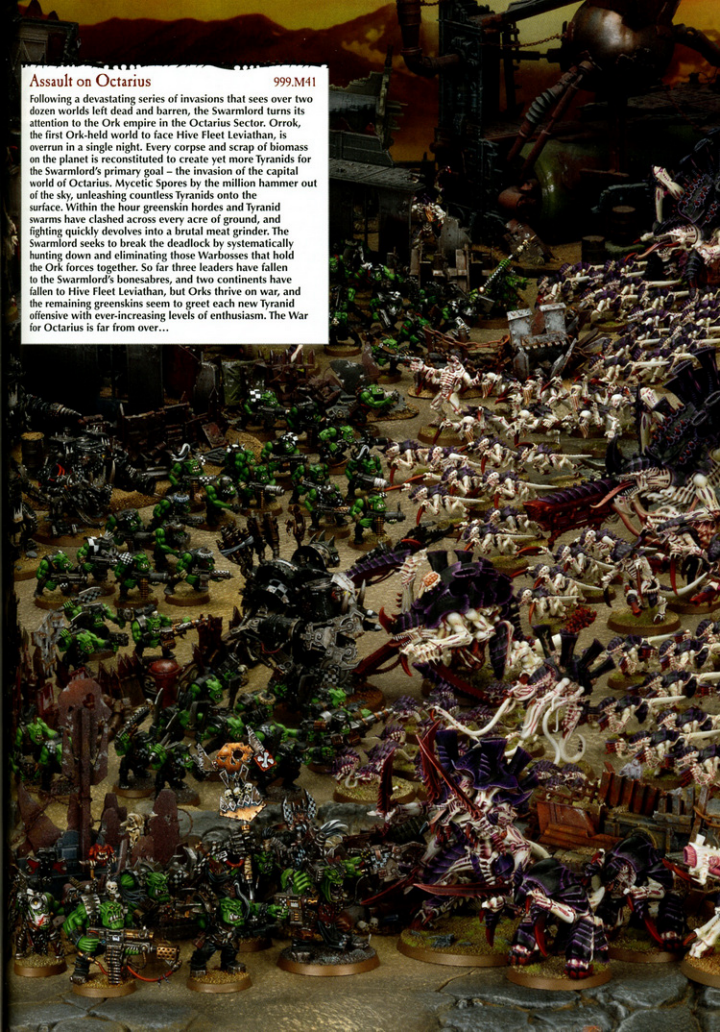 Assault on Octarius 999.M41
Following a devastating series of invasions that sees over two
dozen worlds left dead and barren, the Swarmlord turns its
attention to the Ork empire in the Octarius Sector. Orrok,
the first Ork-held world to face Hive Fleet Leviathan, is
overrun in a single night. Every corpse and scrap of biomass
on the planet is reconstituted to create yet more Tyranids for
the Swarmlord's primary goal – the invasion of the capital
world of Octarius. Mycetic Spores by the million hammer out
of the sky, unleashing countless Tyranids onto the
surface. Within the hour greenskin hordes and Tyranid
swarms have clashed across every acre of ground, and
fighting quickly devolves into a brutal meat grinder. The
Swarmlord seeks to break the deadlock by systematically
hunting down and eliminating those Warbosses that hold
the Ork forces together. So far three leaders have fallen
to the Swarmlord's bonesabres, and two continents have
fallen to Hive Fleet Leviathan, but Orks thrive on war, and
the remaining greenskins seem to greet each new Tyranid
offensive with ever-increasing levels of enthusiasm. The War
for Octarius is far from over...